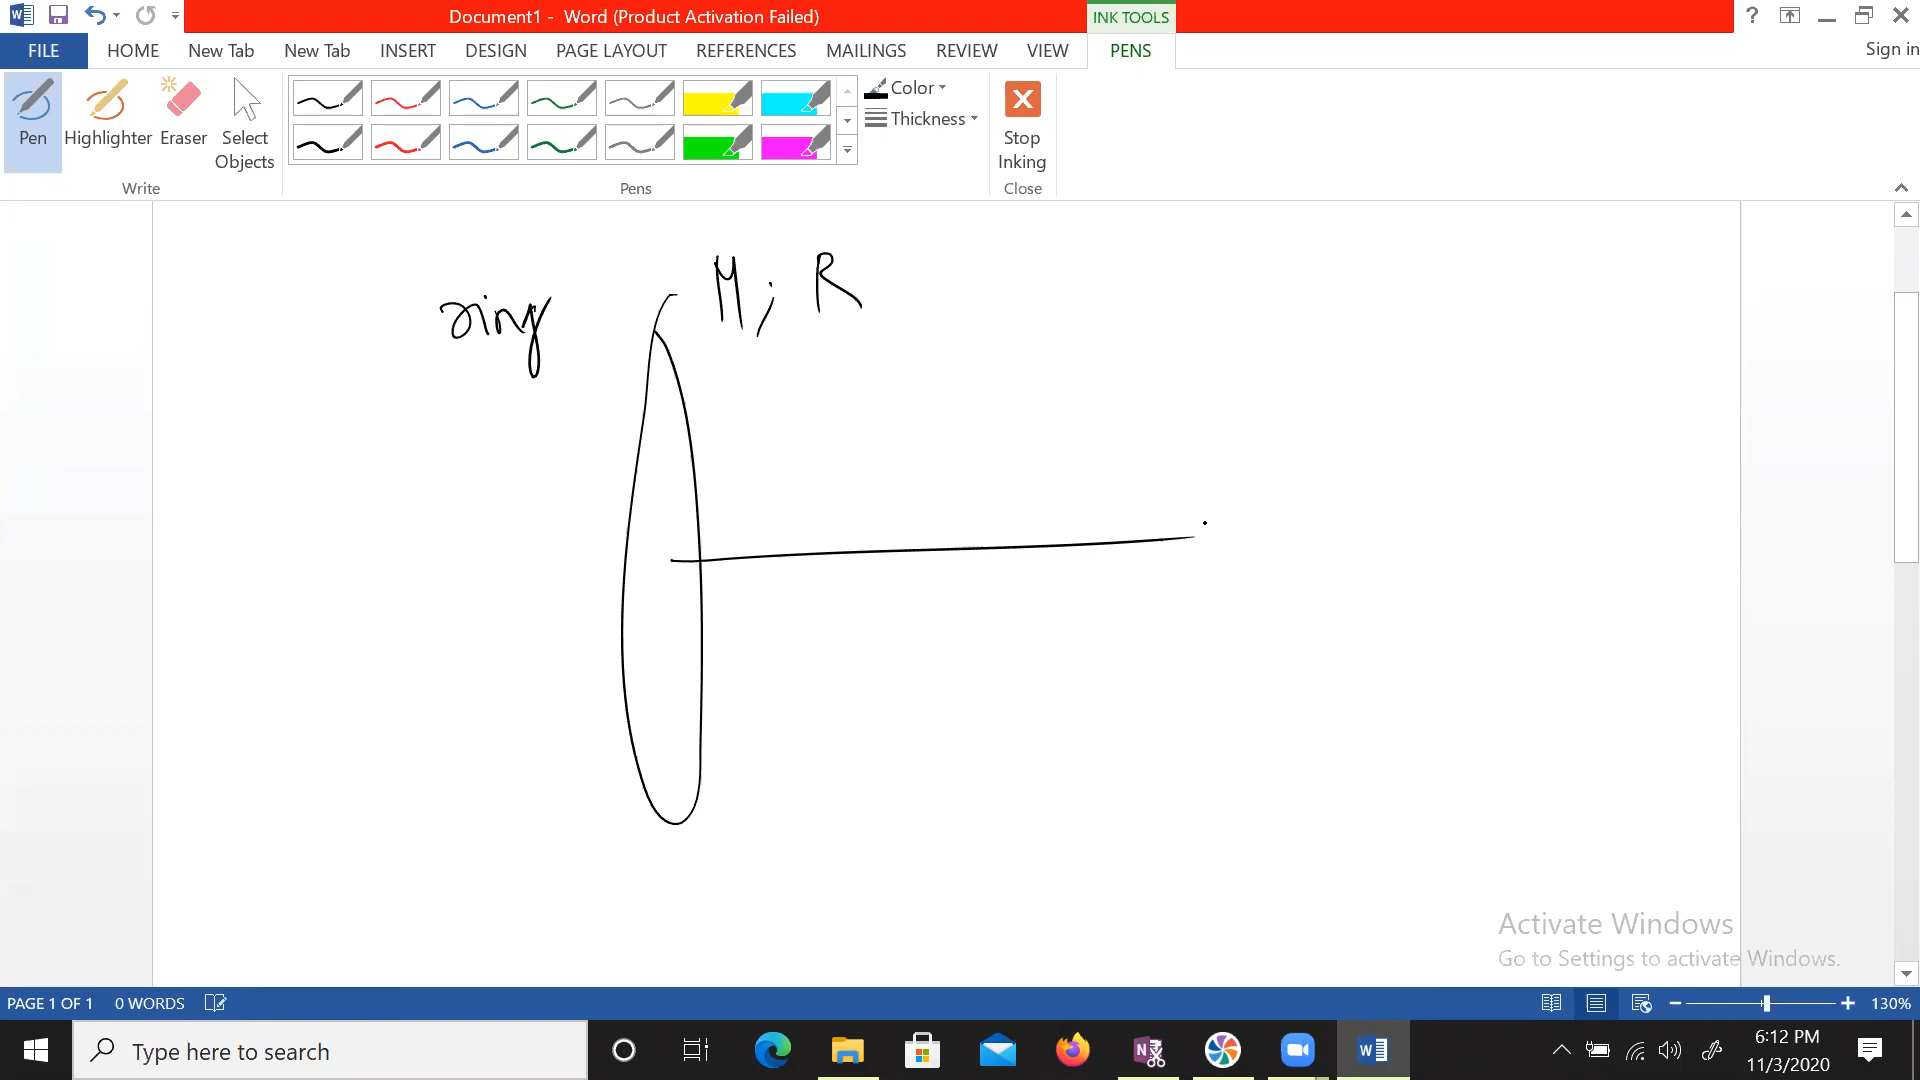 Document1 - Word (Product Activation Failed)
INK TOOLS
?
FILE HOME New Tab New Tab INSERT DESIGN PAGE LAYOUT REFERENCES MAILINGS REVIEW VIEW PENS Sign in
Color
Thickness
Pen Highlighter Eraser Select Objects
Stop Inking
Write Pens Close
M; R
ring
Activate Windows
Go to Settings to activate Windows.
PAGE 1 OF 1 0 WORDS 130%
Type here to search
6:12 PM
11/3/2020